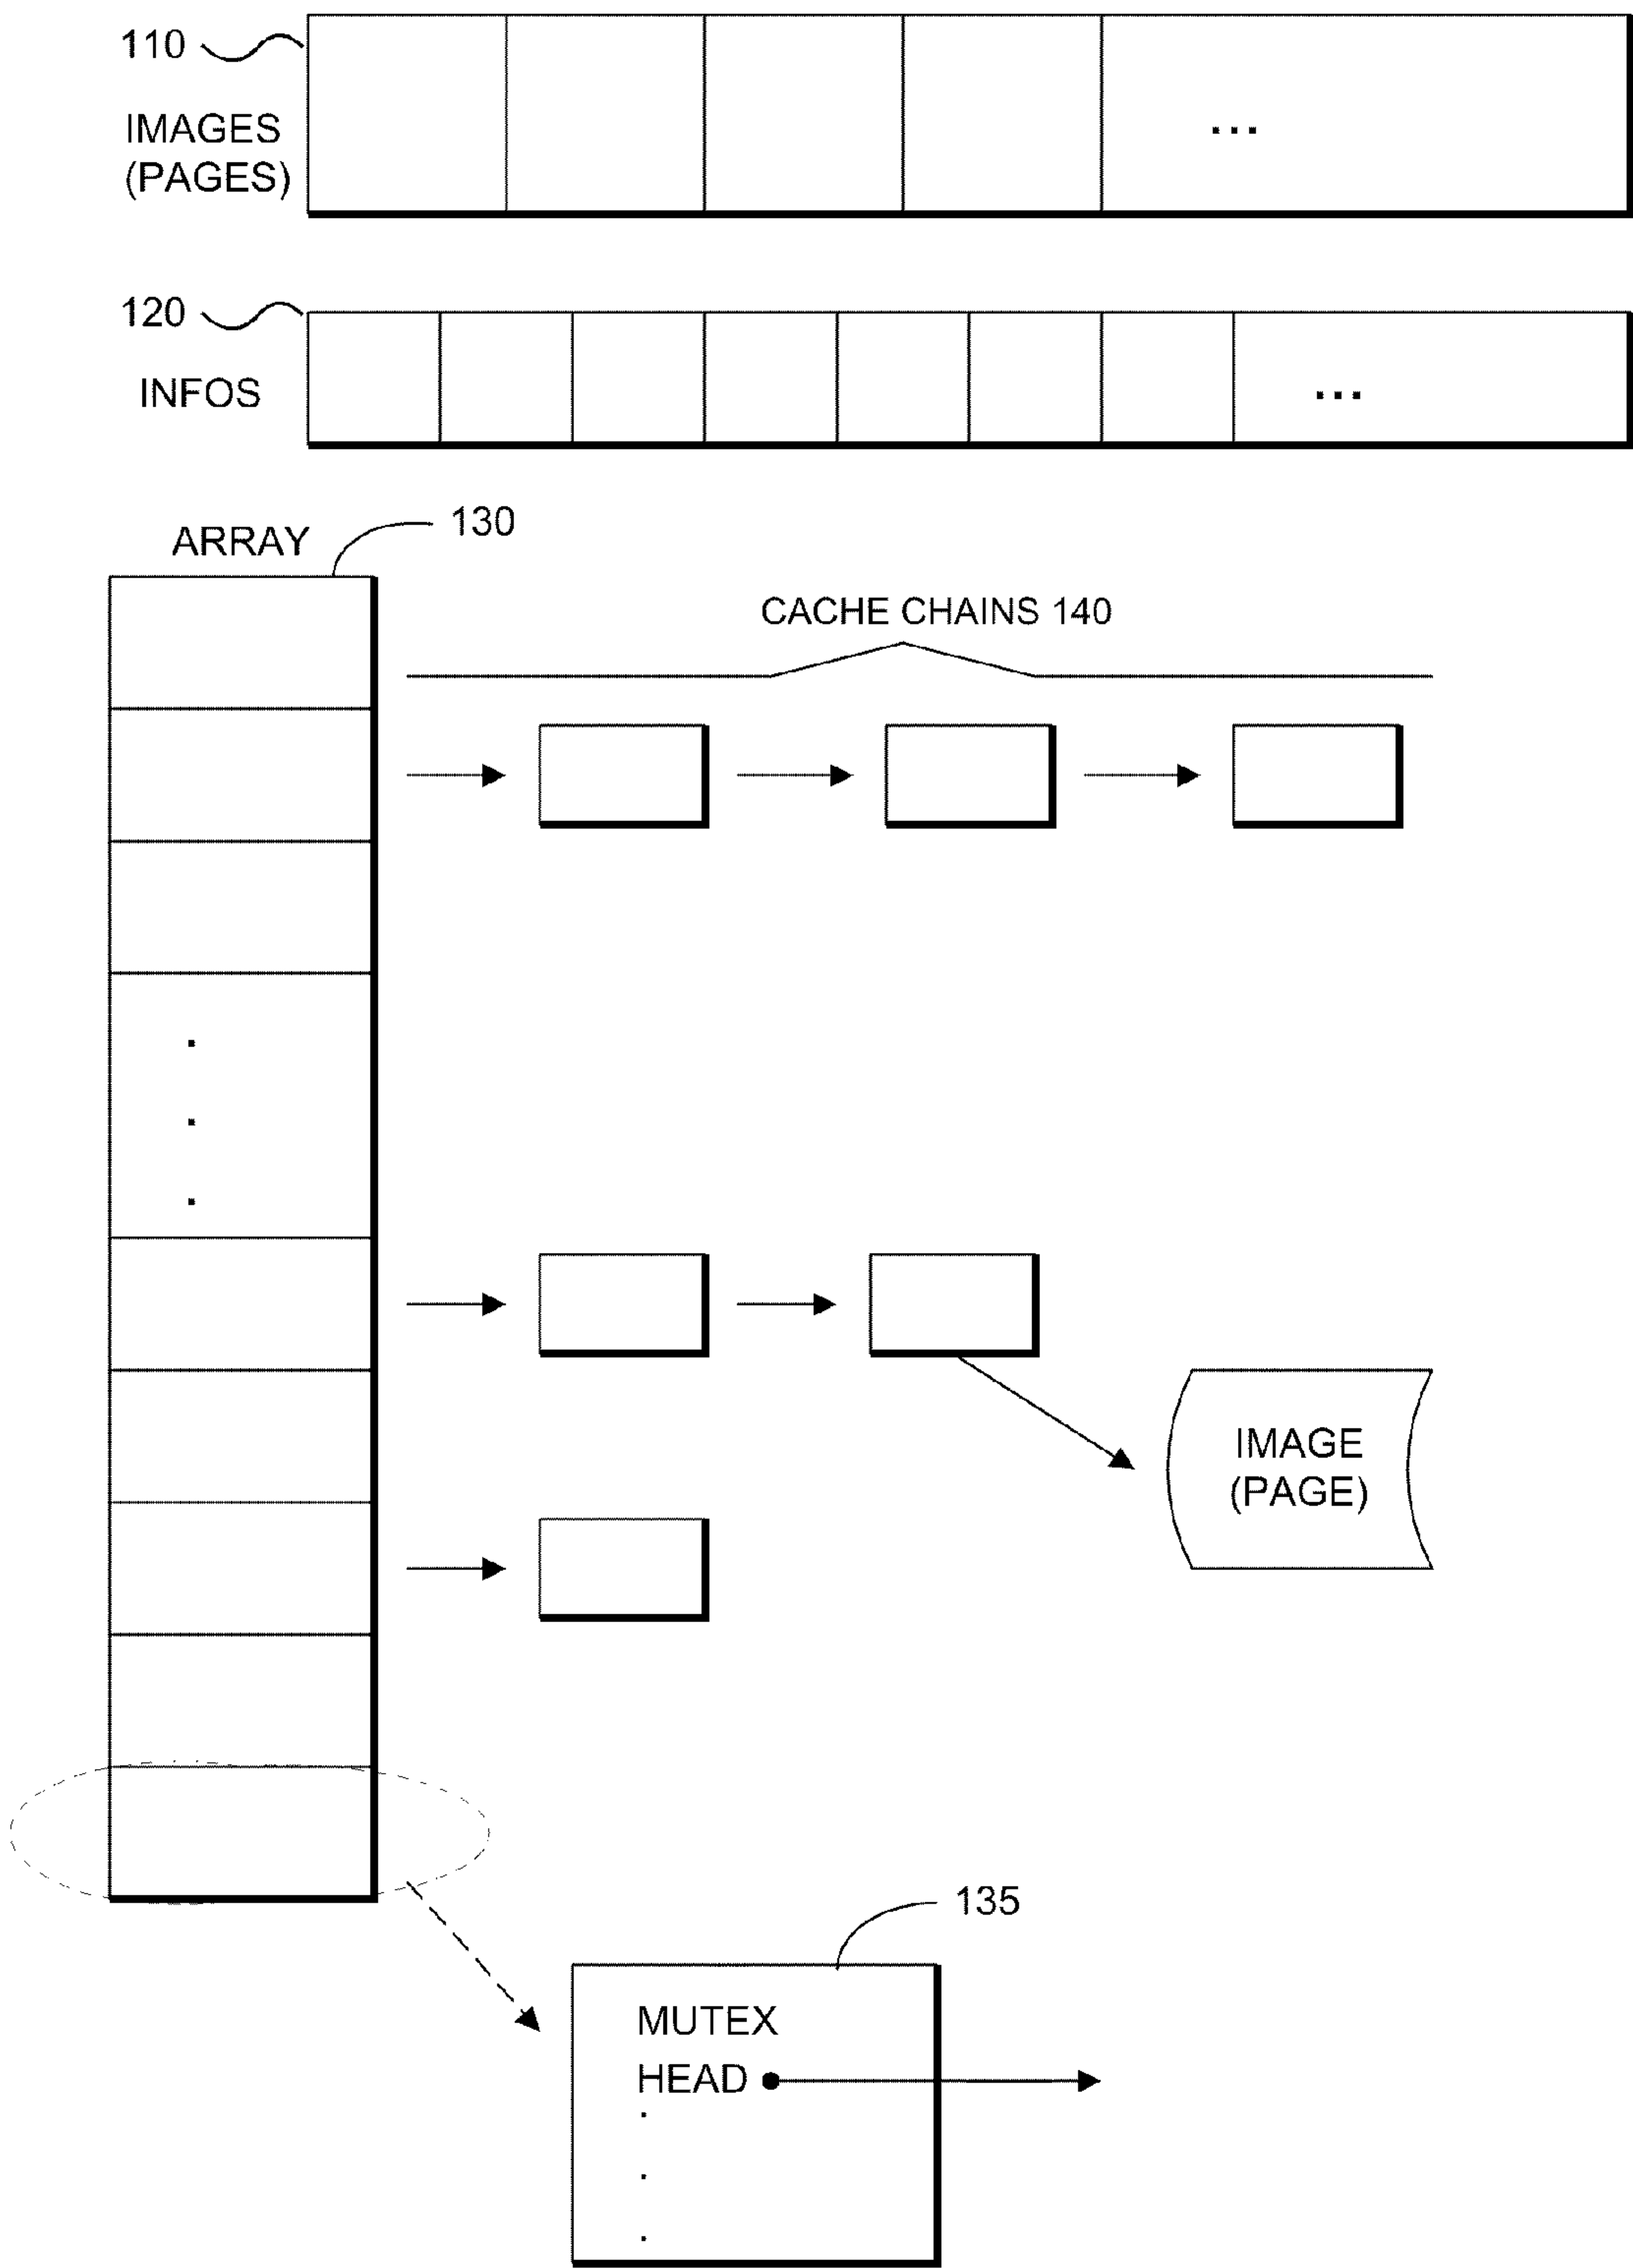 110
IMAGES
(PAGES)
...
120
INFOS
...
ARRAY
130
CACHE CHAINS 140
.
.
.
IMAGE
(PAGE)
135
MUTEX
HEAD
.
.
.